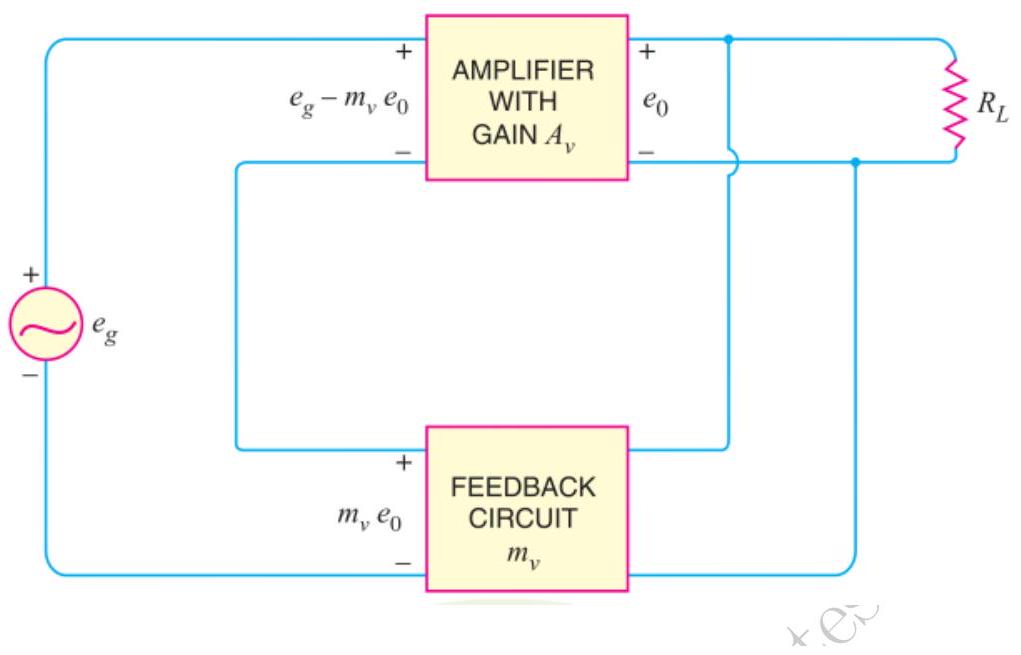 +
AMPLIFIER
WITH
GAIN A_v
e_g – m_v e_0
–
+
e_0
–
R_L
+
e_g
–
+
m_v e_0
–
FEEDBACK
CIRCUIT
m_v